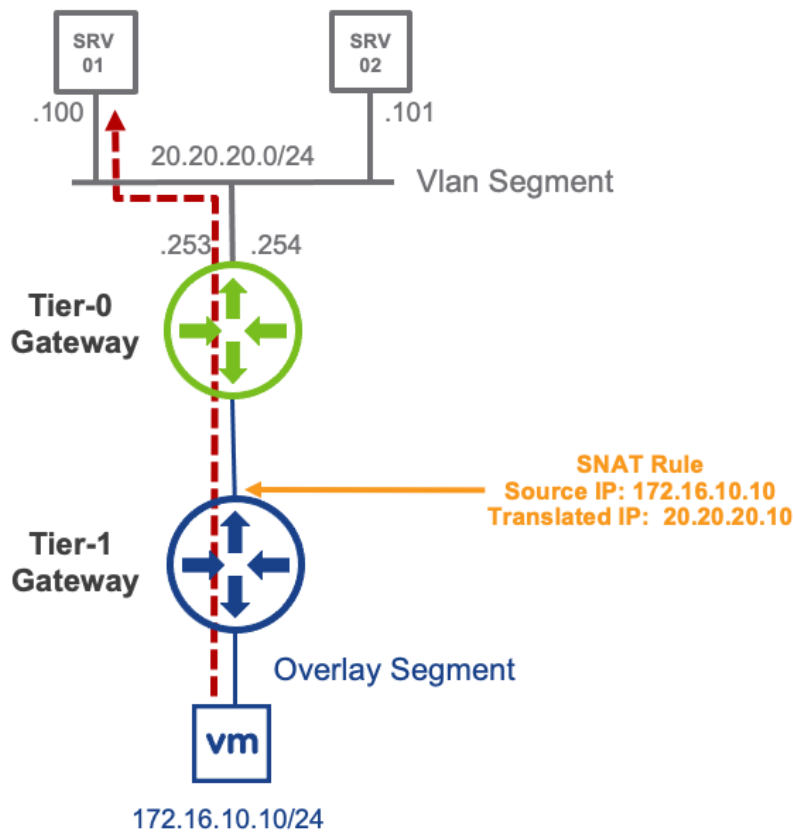 SRV
01
SRV
02
.100
.101
20.20.20.0/24
Vlan Segment
.253
.254
Tier-0
Gateway
SNAT Rule
Source IP: 172.16.10.10
Translated IP:  20.20.20.10
Tier-1
Gateway
Overlay Segment
vm
172.16.10.10/24